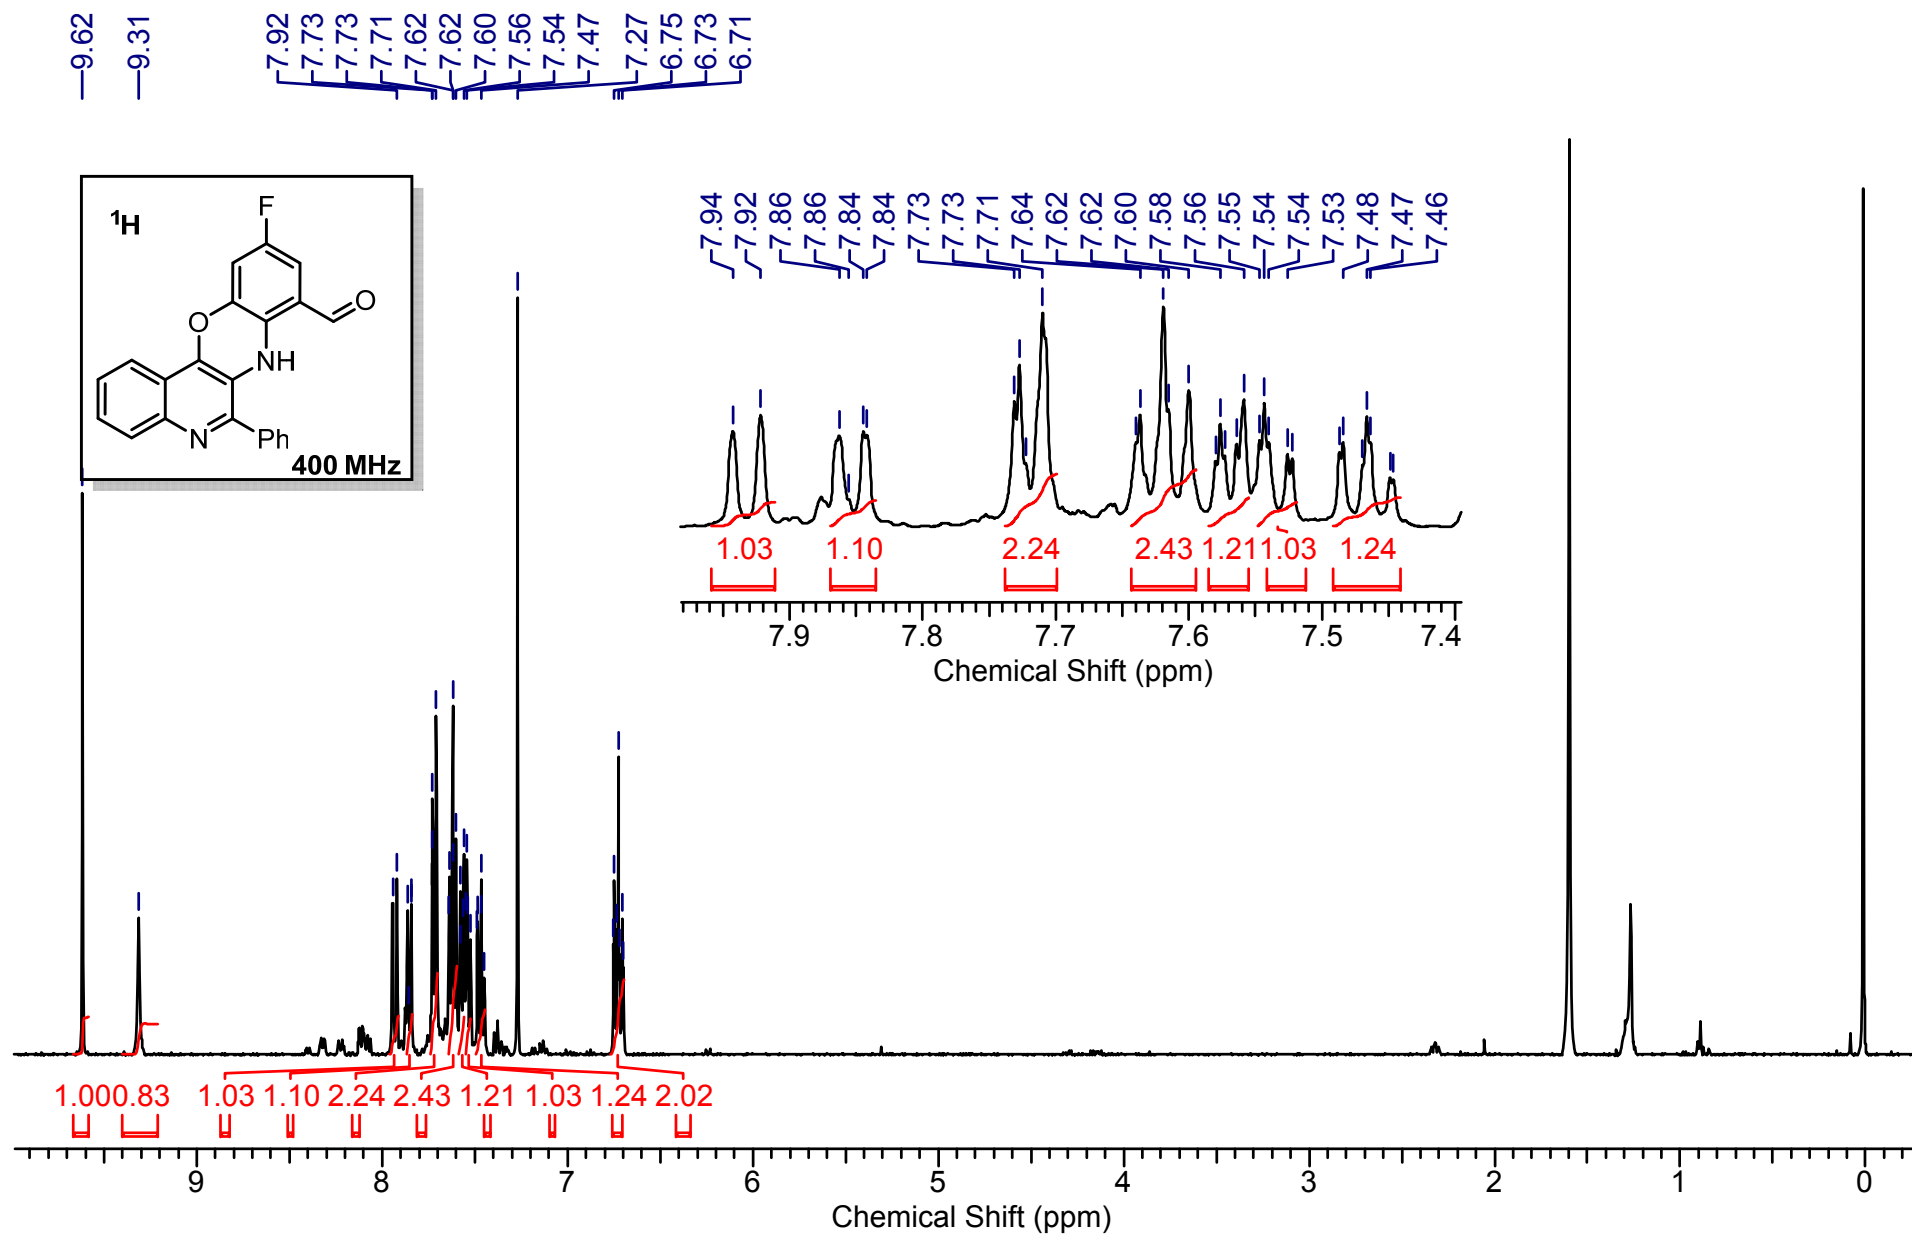 9.62
9.31
7.92
7.73
7.73
7.71
7.62
7.62
7.60
7.56
7.54
7.47
7.27
6.75
6.73
6.71
¹H
F
O
O
NH
N
Ph
400 MHz
7.94
7.92
7.86
7.86
7.84
7.84
7.73
7.73
7.71
7.64
7.62
7.62
7.60
7.58
7.56
7.55
7.54
7.54
7.53
7.48
7.47
7.46
1.03 1.10 2.24 2.43 1.21 1.03 1.24
7.9 7.8 7.7 7.6 7.5 7.4
Chemical Shift (ppm)
1.00 0.83 1.03 1.10 2.24 2.43 1.21 1.03 1.24 2.02
9 8 7 6 5 4 3 2 1 0
Chemical Shift (ppm)